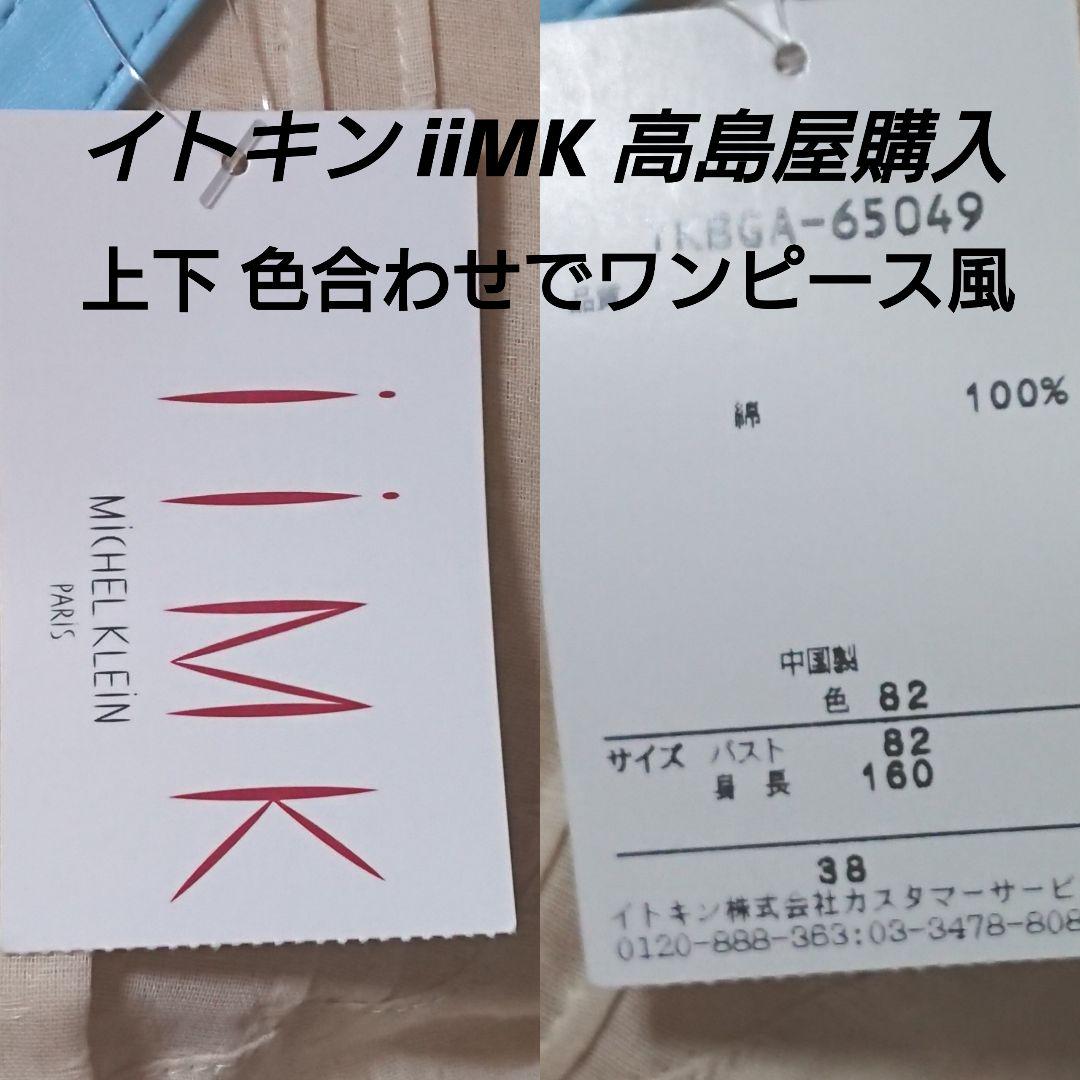 イトキン iiMK 高島屋購入
上下 色合わせでワンピース風
iiMK
MiCHEL KLEiN
PARiS
YKBGA-65049
品質
綿 100%
中国製
色 82
サイズ バスト 82
身長 160
38
イトキン株式会社カスタマーサービ
0120-888-363:03-3478-808